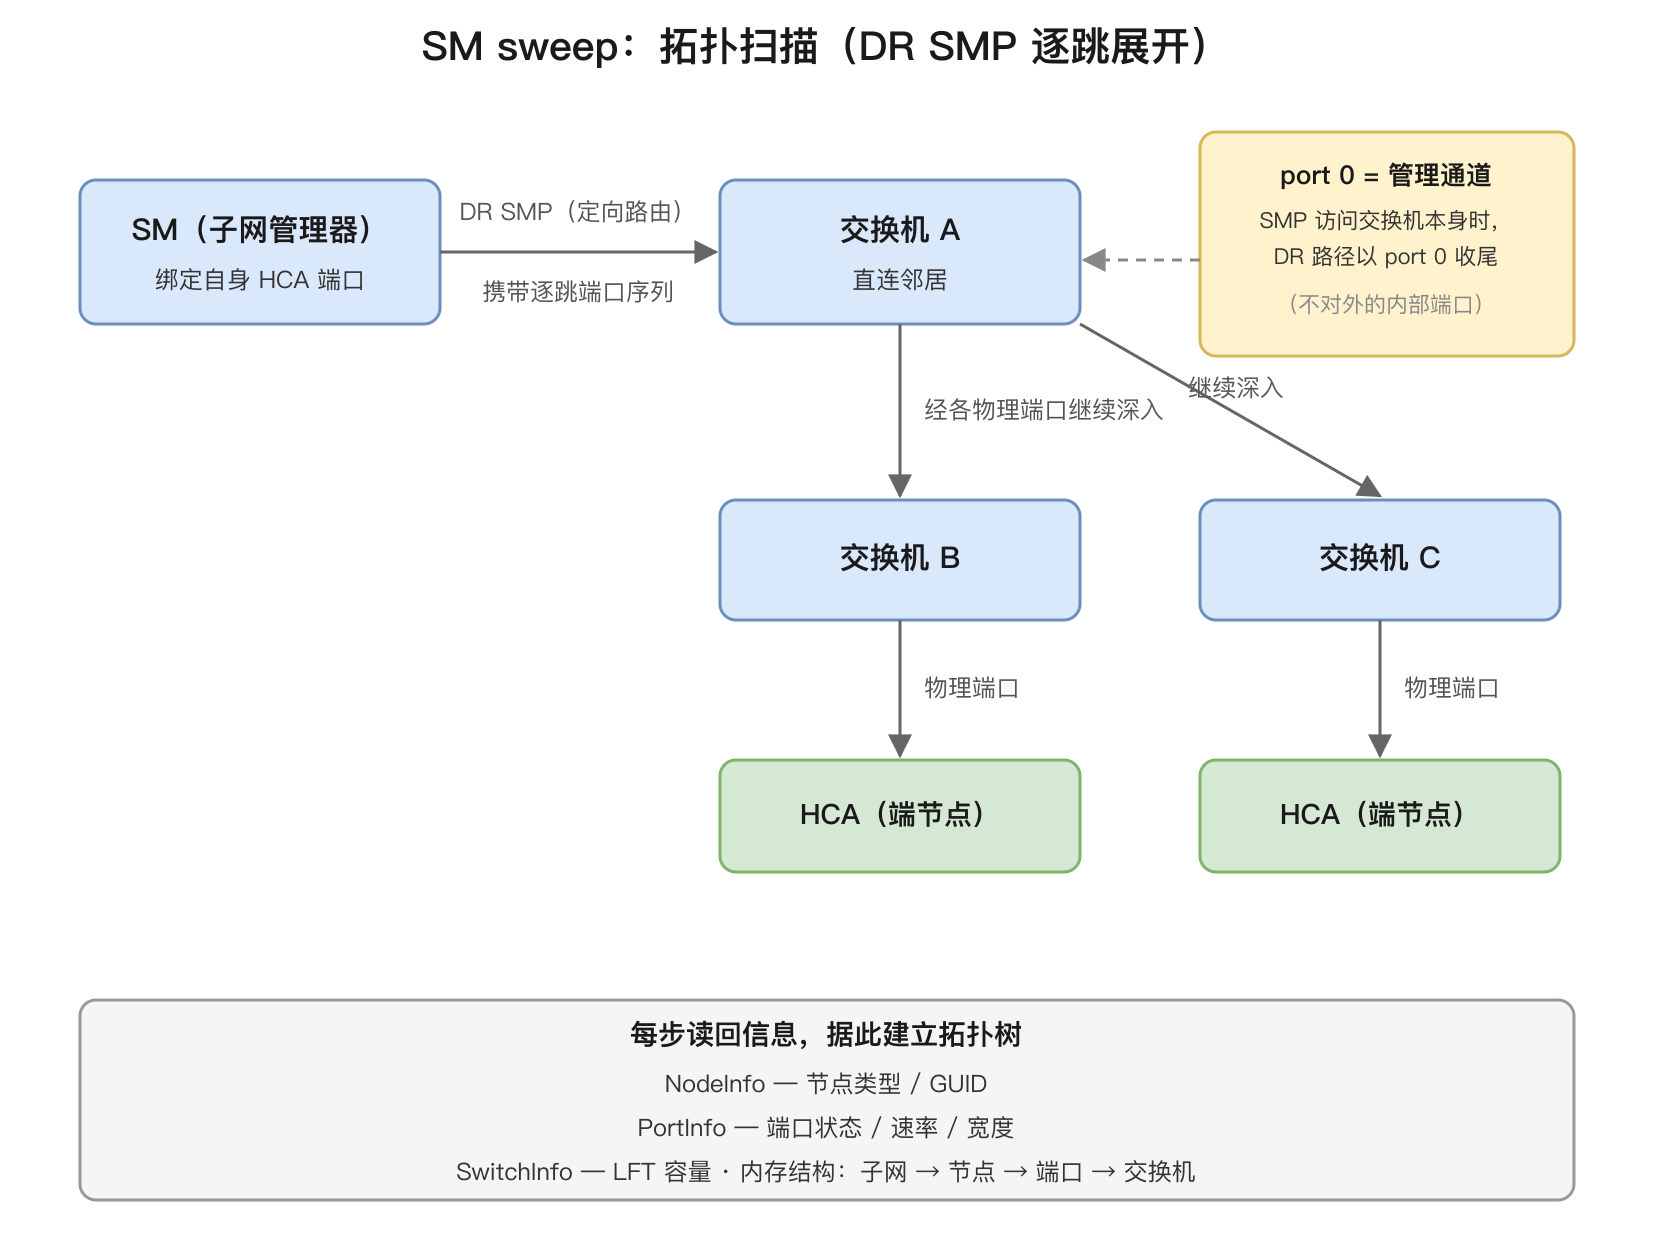 SM sweep：拓扑扫描（DR SMP 逐跳展开）
SM（子网管理器）
绑定自身 HCA 端口
DR SMP（定向路由）
携带逐跳端口序列
交换机 A
直连邻居
port 0 = 管理通道
SMP 访问交换机本身时，
DR 路径以 port 0 收尾
（不对外的内部端口）
经各物理端口继续深入
继续深入
交换机 B
交换机 C
物理端口
物理端口
HCA（端节点）
HCA（端节点）
每步读回信息，据此建立拓扑树
NodeInfo — 节点类型 / GUID
PortInfo — 端口状态 / 速率 / 宽度
SwitchInfo — LFT 容量 · 内存结构：子网 → 节点 → 端口 → 交换机